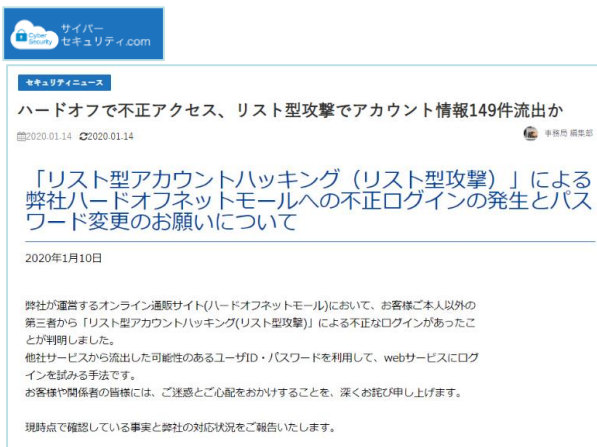 Cyber Security
サイバー
セキュリティ.com
セキュリティニュース
ハードオフで不正アクセス、リスト型攻撃でアカウント情報149件流出か
2020.01.14 2020.01.14 事務局 編集部
「リスト型アカウントハッキング（リスト型攻撃）」による
弊社ハードオフネットモールへの不正ログインの発生とパス
ワード変更のお願いについて
2020年1月10日
弊社が運営するオンライン通販サイト(ハードオフネットモール)において、お客様ご本人以外の
第三者から「リスト型アカウントハッキング(リスト型攻撃)」による不正なログインがあったこ
とが判明しました。
他社サービスから流出した可能性のあるユーザID・パスワードを利用して、webサービスにログ
インを試みる手法です。
お客様や関係者の皆様には、ご迷惑とご心配をおかけすることを、深くお詫び申し上げます。
現時点で確認している事実と弊社の対応状況をご報告いたします。